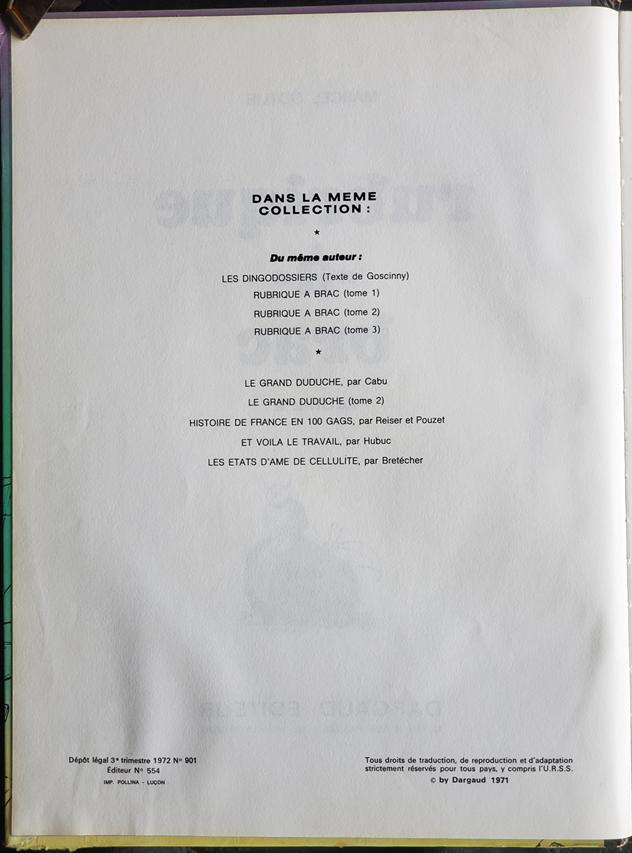 DANS LA MEME
COLLECTION :
★
Du même auteur :
LES DINGODOSSIERS (Texte de Goscinny)
RUBRIQUE A BRAC (tome 1)
RUBRIQUE A BRAC (tome 2)
RUBRIQUE A BRAC (tome 3)
★
LE GRAND DUDUCHE, par Cabu
LE GRAND DUDUCHE (tome 2)
HISTOIRE DE FRANCE EN 100 GAGS, par Reiser et Pouzet
ET VOILA LE TRAVAIL, par Hubuc
LES ETATS D'AME DE CELLULITE, par Bretécher
Dépôt légal 3ᵉ trimestre 1972 Nº 901
Éditeur Nº 554
IMP. POLLINA - LUÇON
Tous droits de traduction, de reproduction et d'adaptation
strictement réservés pour tous pays, y compris l'U.R.S.S.
© by Dargaud 1971